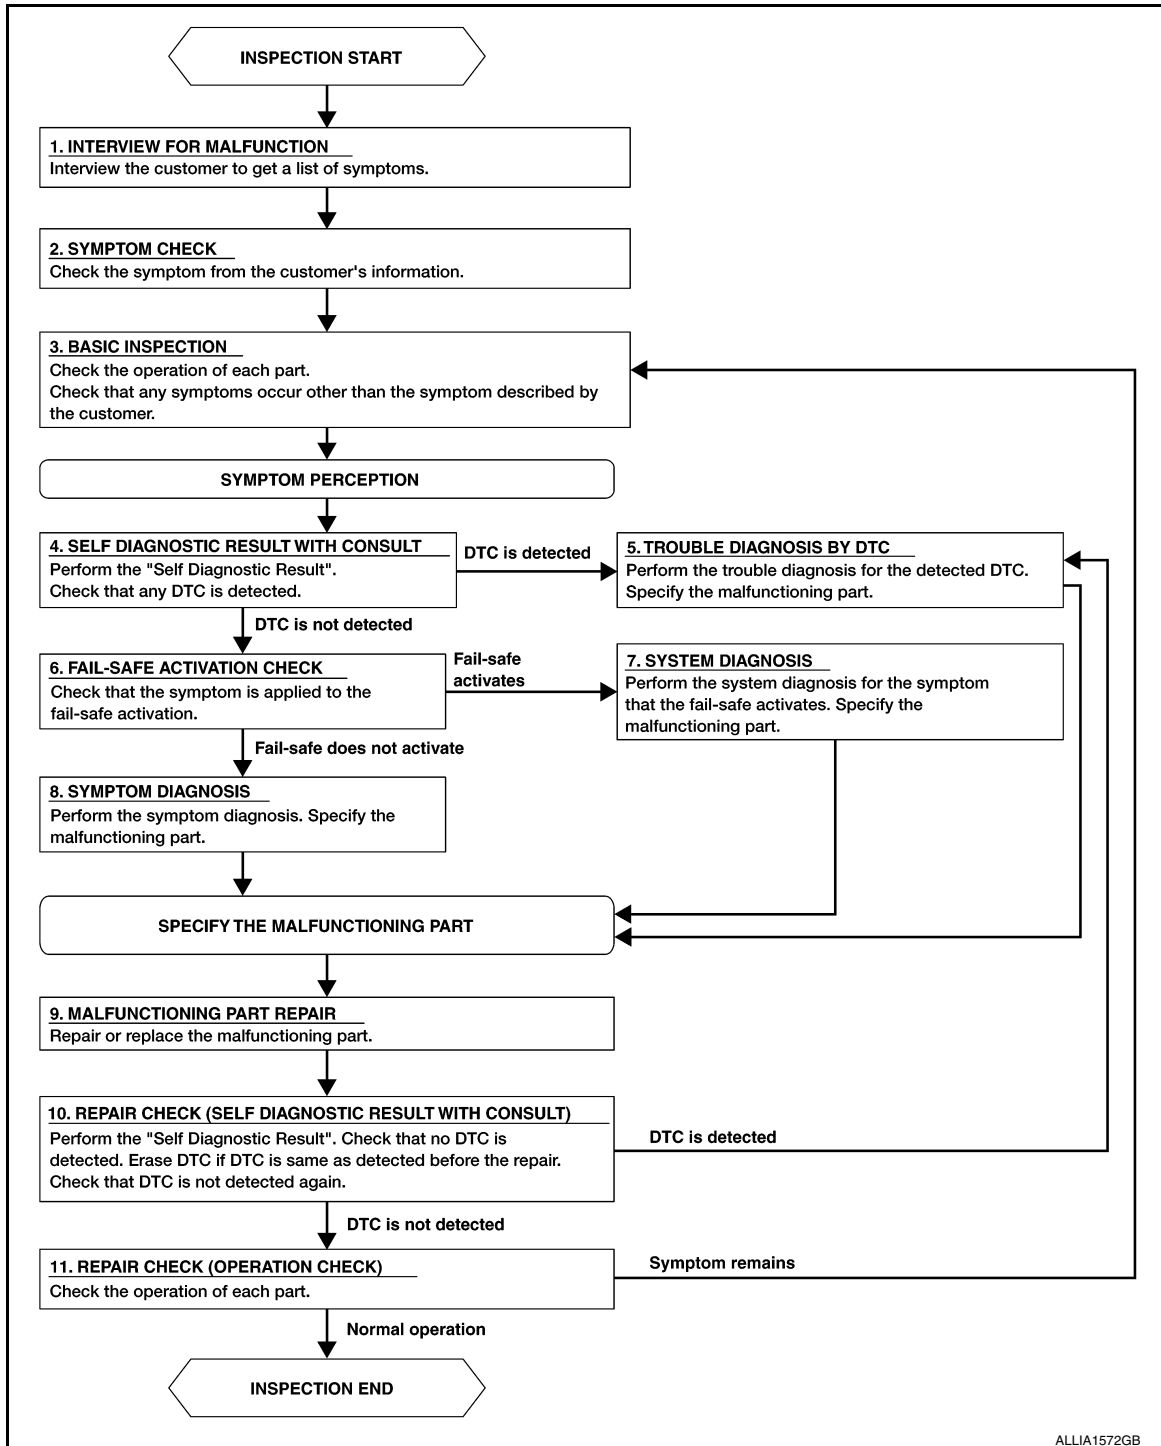 INSPECTION START
1. INTERVIEW FOR MALFUNCTION
Interview the customer to get a list of symptoms.
2. SYMPTOM CHECK
Check the symptom from the customer's information.
3. BASIC INSPECTION
Check the operation of each part.
Check that any symptoms occur other than the symptom described by
the customer.
SYMPTOM PERCEPTION
4. SELF DIAGNOSTIC RESULT WITH CONSULT
Perform the "Self Diagnostic Result".
Check that any DTC is detected.
DTC is detected
5. TROUBLE DIAGNOSIS BY DTC
Perform the trouble diagnosis for the detected DTC.
Specify the malfunctioning part.
DTC is not detected
6. FAIL-SAFE ACTIVATION CHECK
Check that the symptom is applied to the
fail-safe activation.
Fail-safe
activates
7. SYSTEM DIAGNOSIS
Perform the system diagnosis for the symptom
that the fail-safe activates. Specify the
malfunctioning part.
Fail-safe does not activate
8. SYMPTOM DIAGNOSIS
Perform the symptom diagnosis. Specify the
malfunctioning part.
SPECIFY THE MALFUNCTIONING PART
9. MALFUNCTIONING PART REPAIR
Repair or replace the malfunctioning part.
10. REPAIR CHECK (SELF DIAGNOSTIC RESULT WITH CONSULT)
Perform the "Self Diagnostic Result". Check that no DTC is
detected. Erase DTC if DTC is same as detected before the repair.
Check that DTC is not detected again.
DTC is detected
DTC is not detected
11. REPAIR CHECK (OPERATION CHECK)
Check the operation of each part.
Symptom remains
Normal operation
INSPECTION END
ALLIA1572GB